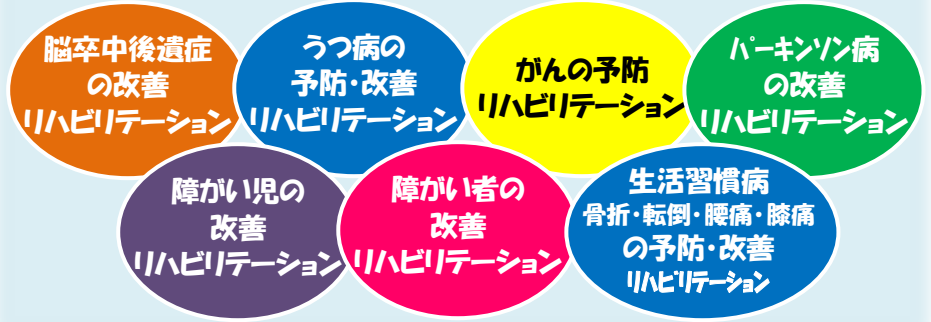 脳卒中後遺症
の改善
リハビリテーション
うつ病の
予防・改善
リハビリテーション
がんの予防
リハビリテーション
パーキンソン病
の改善
リハビリテーション
障がい児の
改善
リハビリテーション
障がい者の
改善
リハビリテーション
生活習慣病
骨折・転倒・腰痛・膝痛
の予防・改善
リハビリテーション